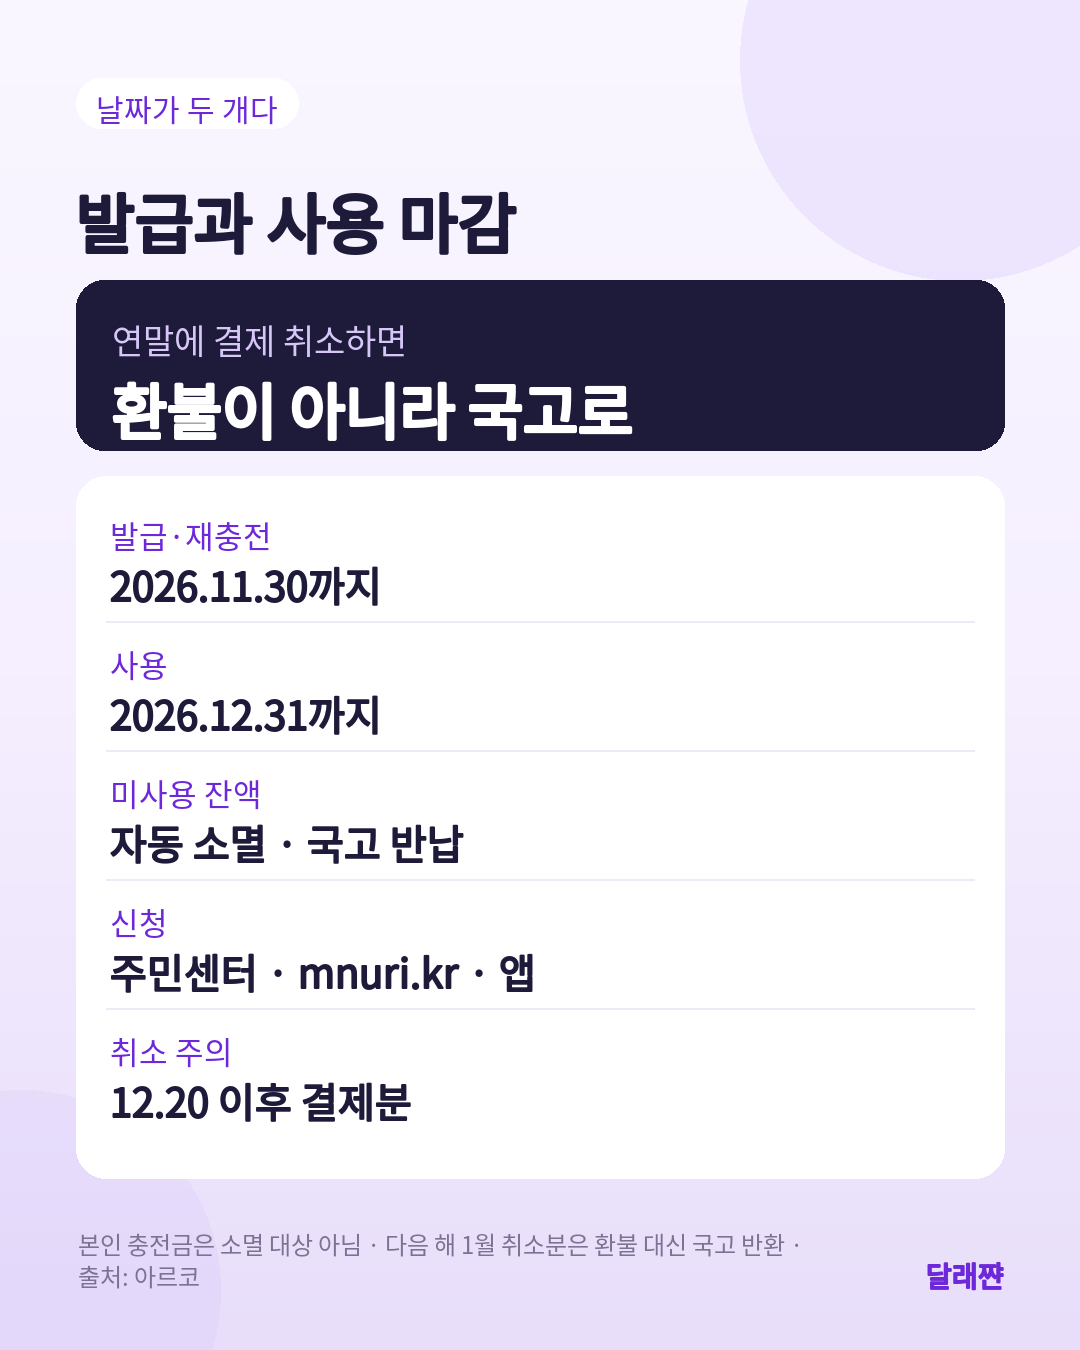 날짜가 두 개다
발급과 사용 마감
연말에 결제 취소하면
환불이 아니라 국고로
발급·재충전
2026.11.30까지
사용
2026.12.31까지
미사용 잔액
자동 소멸 · 국고 반납
신청
주민센터 · mnuri.kr · 앱
취소 주의
12.20 이후 결제분
본인 충전금은 소멸 대상 아님 · 다음 해 1월 취소분은 환불 대신 국고 반환 ·
출처: 아르코
달래쨘